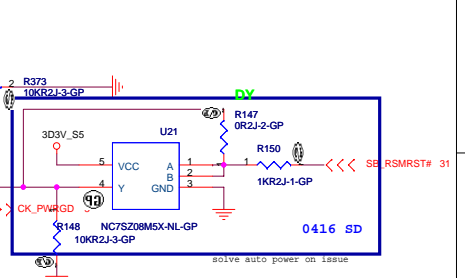 2 R373
10KR2J-3-GP
DY
R147
0R2J-2-GP
3D3V_S5
U21
R150
5 VCC A 1
B 2
1
SB_RSMRST# 31
4 Y GND 3
1KR2J-1-GP
CK_PWRGD
R148
NC7SZ08M5X-NL-GP
10KR2J-3-GP
0416 SD
solve auto power on issue